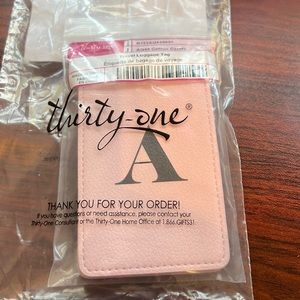 thirty-one®
A
THANK YOU FOR YOUR ORDER!
If you have questions or need assistance, please contact your
Thirty-One Consultant or the Thirty-One Home Office at 1.866.GIFTS31.